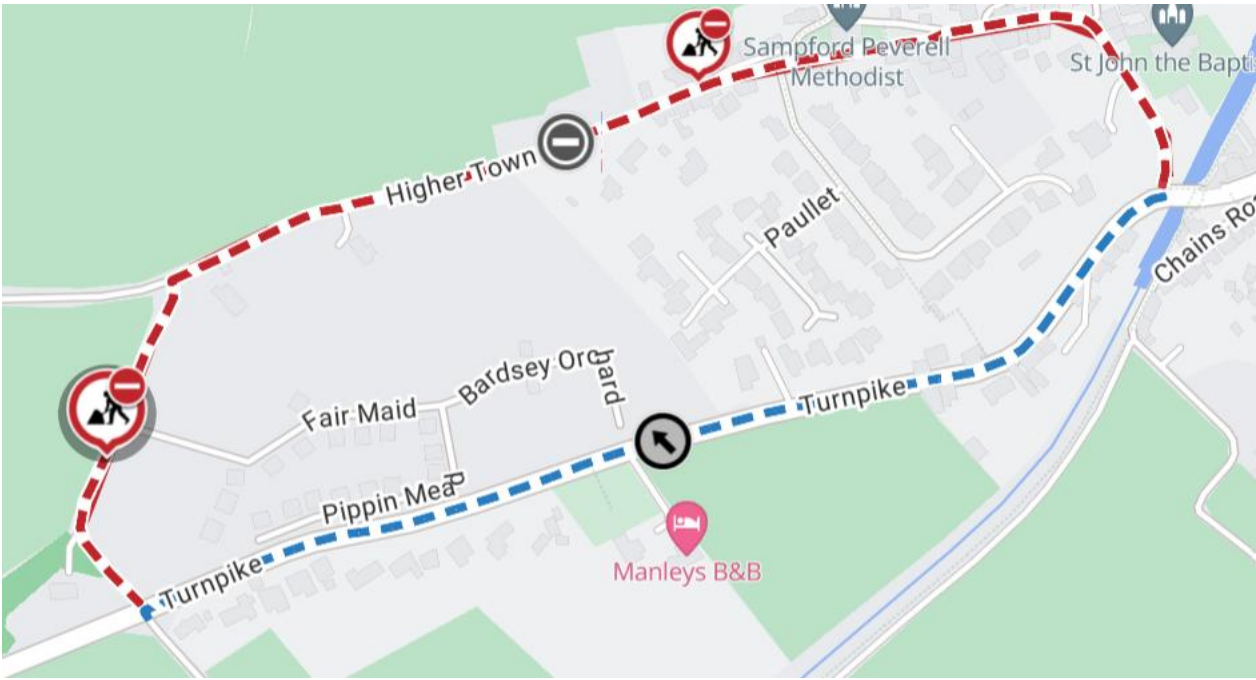 Sampford Peverell
Methodist
St John the Bapti
Higher Town
Paullet
Chains Ro
Bardsey Orchard
Fair Maid
Turnpike
Pippin Mead
Turnpike
Manleys B&B